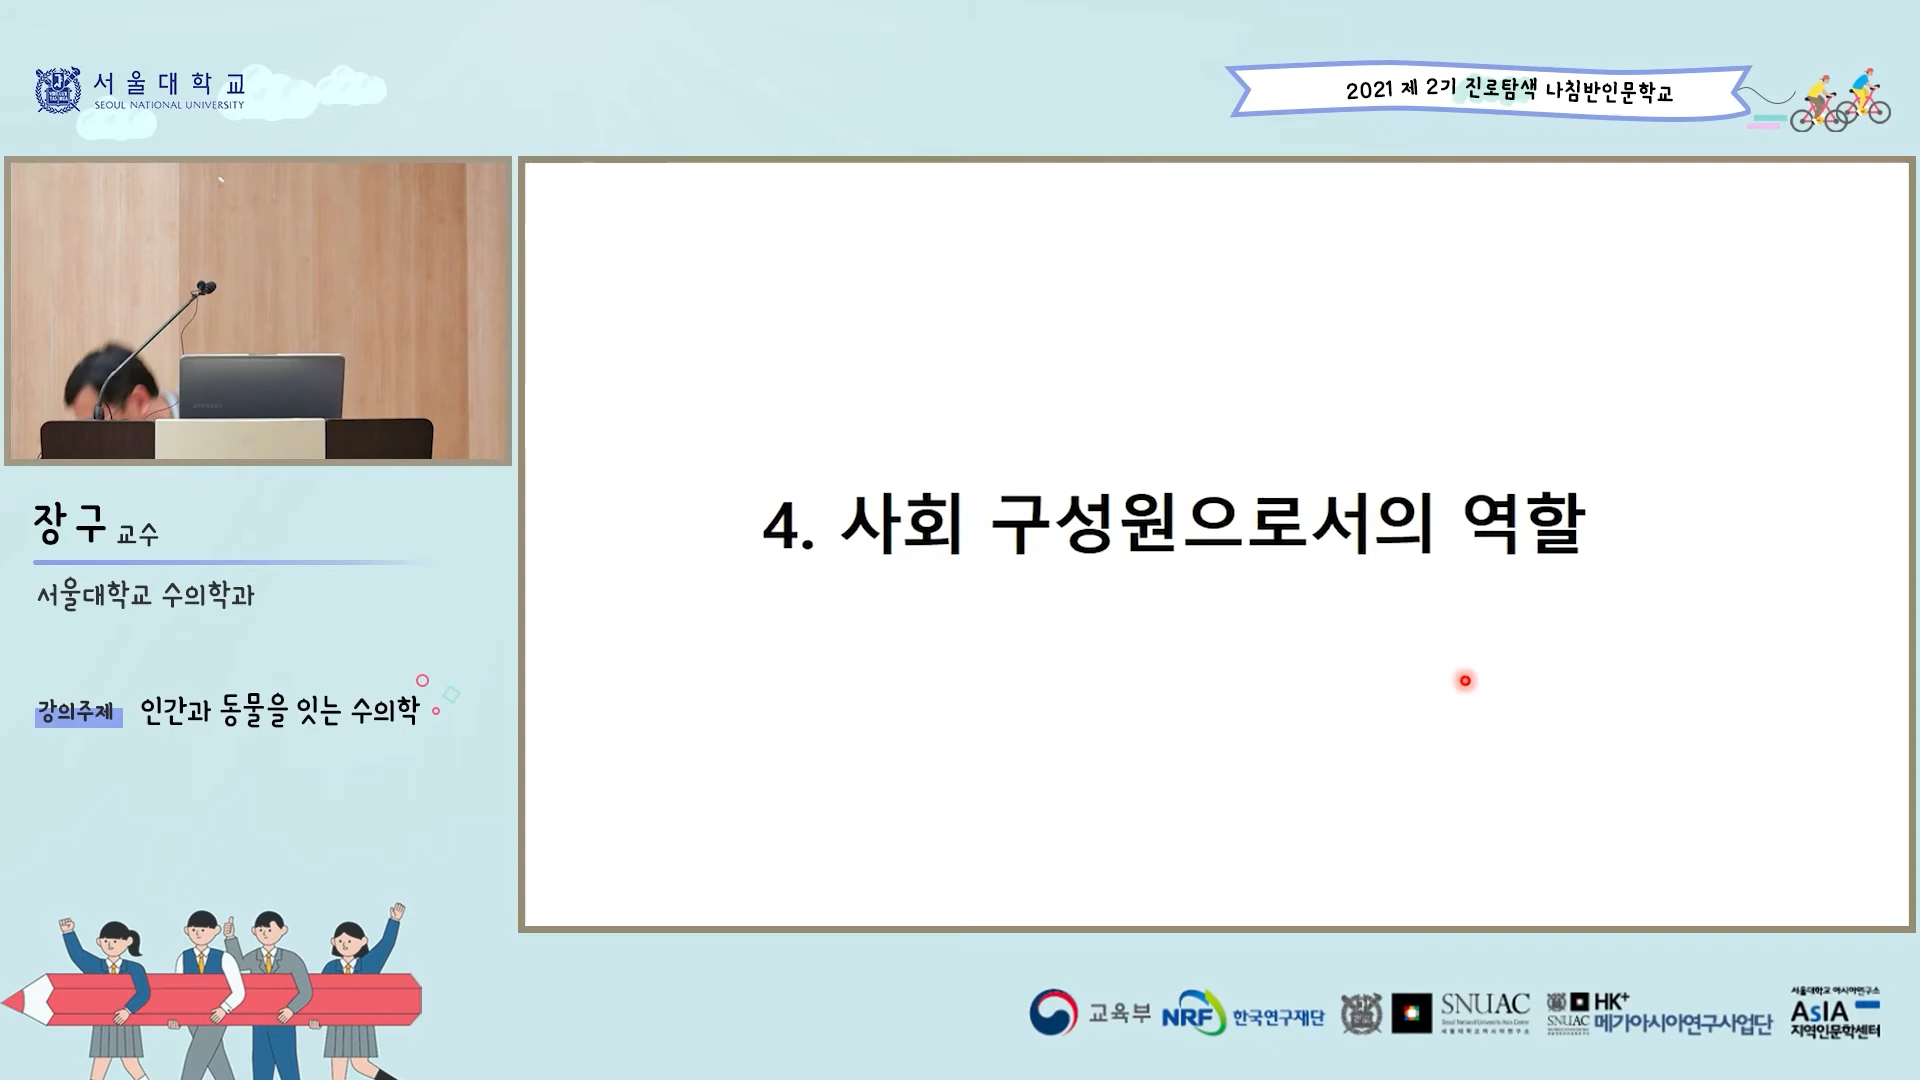 서울대학교
SEOUL NATIONAL UNIVERSITY
2021 제 2기 진로탐색 나침반인문학교
장구 교수
서울대학교 수의학과
강의주제 인간과 동물을 잇는 수의학
4. 사회 구성원으로서의 역할
교육부
NRF 한국연구재단
SNUAC
Seoul National University Asia Center
서울대학교아시아연구소
HK+
SNUAC 메가아시아연구사업단
서울대학교 아시아연구소
AsIA
지역인문학센터